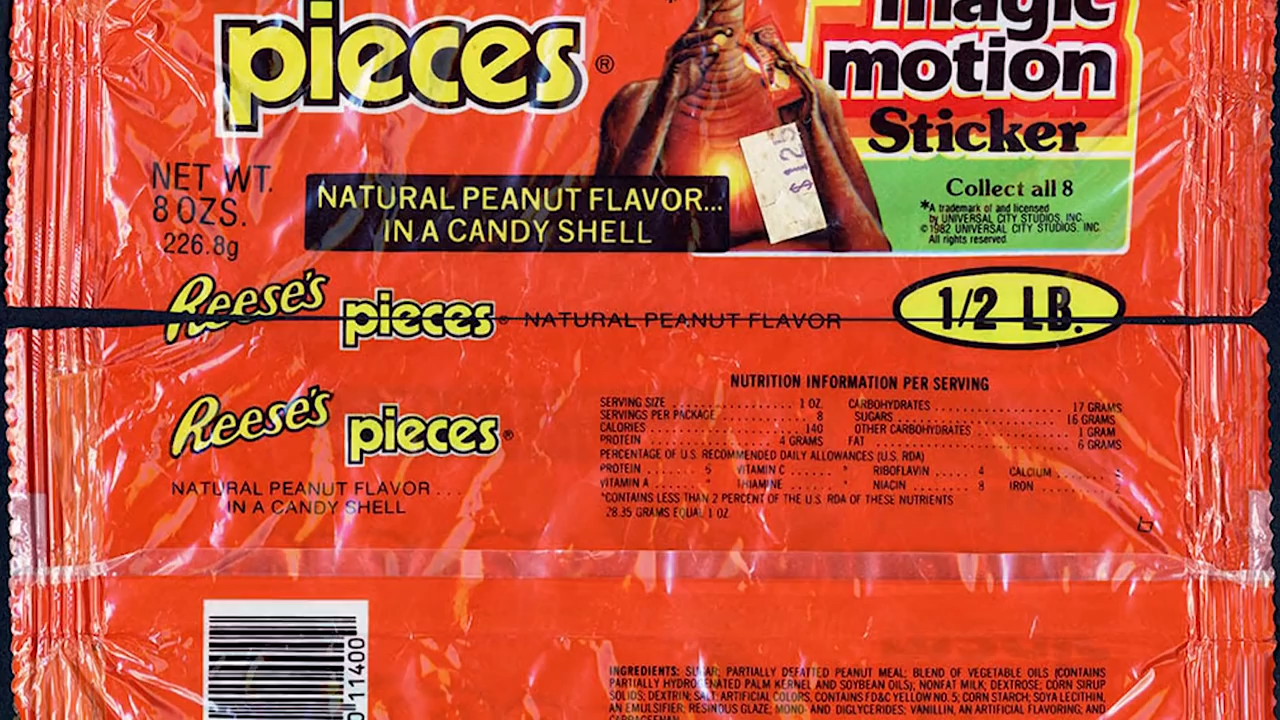 magic
pieces®
motion
Sticker
$125
NET WT.
8 OZS.
226.8g
NATURAL PEANUT FLAVOR...
IN A CANDY SHELL
Collect all 8
*A trademark of and licensed
by UNIVERSAL CITY STUDIOS, INC.
©1982 UNIVERSAL CITY STUDIOS. INC.
All rights reserved.
Reese's pieces® NATURAL PEANUT FLAVOR
1/2 LB.
Reese's pieces®
NATURAL PEANUT FLAVOR ...
IN A CANDY SHELL
NUTRITION INFORMATION PER SERVING
SERVING SIZE 1 OZ. CARBOHYDRATES 17 GRAMS
SERVINGS PER PACKAGE 8 SUGARS 16 GRAMS
CALORIES 140 OTHER CARBOHYDRATES 1 GRAM
PROTEIN 4 GRAMS FAT 6 GRAMS
PERCENTAGE OF U.S. RECOMMENDED DAILY ALLOWANCES (U.S. RDA)
PROTEIN 6 VITAMIN C * RIBOFLAVIN 4 CALCIUM
VITAMIN A * THIAMINE * NIACIN 8 IRON
*CONTAINS LESS THAN 2 PERCENT OF THE U.S. RDA OF THESE NUTRIENTS
28.35 GRAMS EQUAL 1 OZ.
11400
INGREDIENTS: SUGAR; PARTIALLY DEFATTED PEANUT MEAL; BLEND OF VEGETABLE OILS (CONTAINS
PARTIALLY HYDROGENATED PALM KERNEL AND SOYBEAN OILS); NONFAT MILK; DEXTROSE; CORN SYRUP
SOLIDS; DEXTRIN; SALT; ARTIFICIAL COLORS, CONTAINS FD&C YELLOW NO. 5; CORN STARCH; SOYA LECITHIN,
AN EMULSIFIER; RESINOUS GLAZE; MONO- AND DIGLYCERIDES; VANILLIN, AN ARTIFICIAL FLAVORING; AND
CARRAGEENAN.